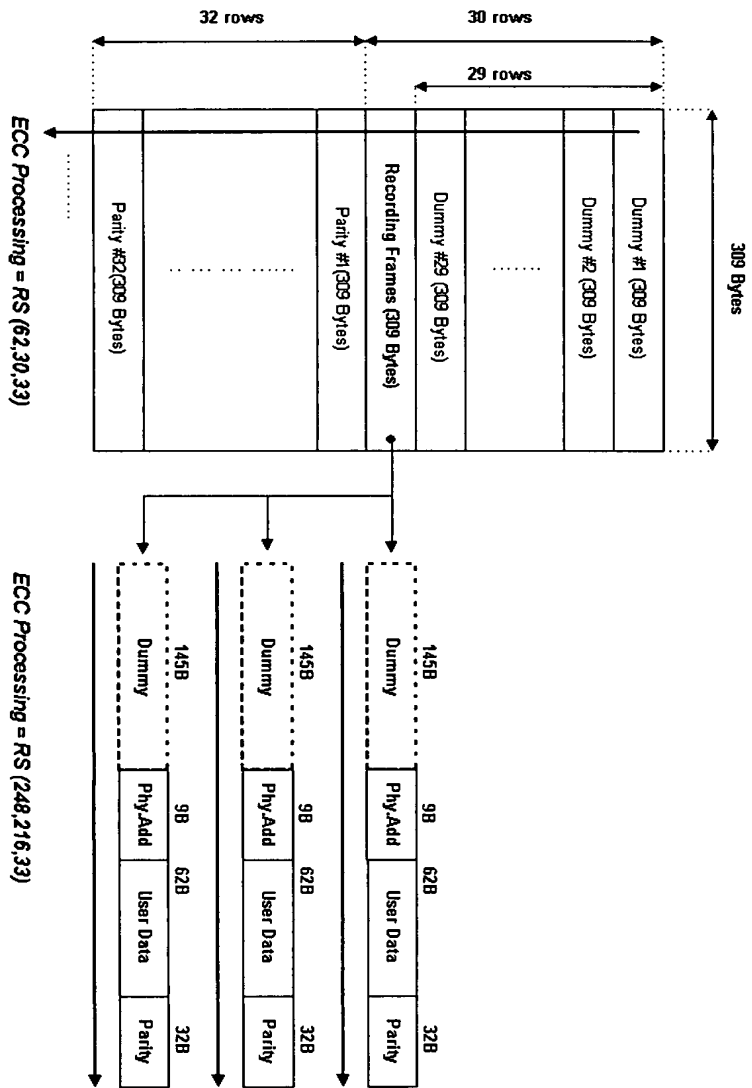 309 Bytes
30 rows
29 rows
32 rows
Dummy #1 (309 Bytes)
Dummy #2 (309 Bytes)
Dummy #29 (309 Bytes)
Recording Frames (309 Bytes)
Parity #1 (309 Bytes)
Parity #32(309 Bytes)
ECC Processing = RS (62,30,33)
145B 9B 62B 32B
Dummy Phy.Add User Data Parity
145B 9B 62B 32B
Dummy Phy.Add User Data Parity
145B 9B 62B 32B
Dummy Phy.Add User Data Parity
ECC Processing = RS (248,216,33)